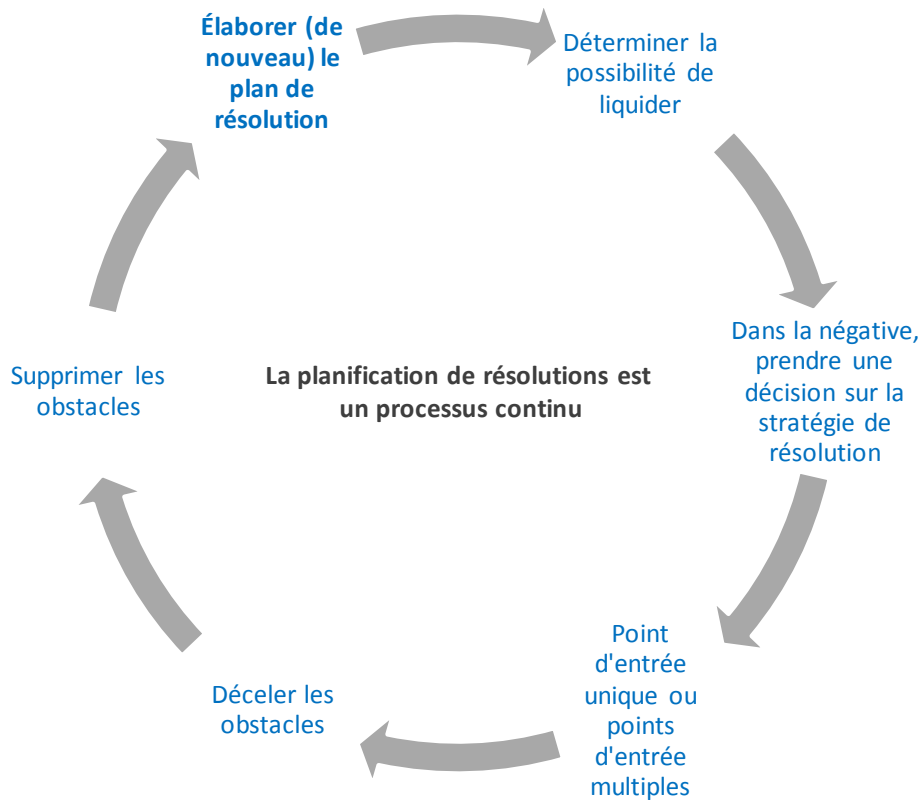 Élaborer (de
nouveau) le
plan de
résolution
Déterminer la
possibilité de
liquider
Dans la négative,
prendre une
décision sur la
stratégie de
résolution
Point
d'entrée
unique ou
points
d'entrée
multiples
Déceler les
obstacles
Supprimer les
obstacles
La planification de résolutions est
un processus continu